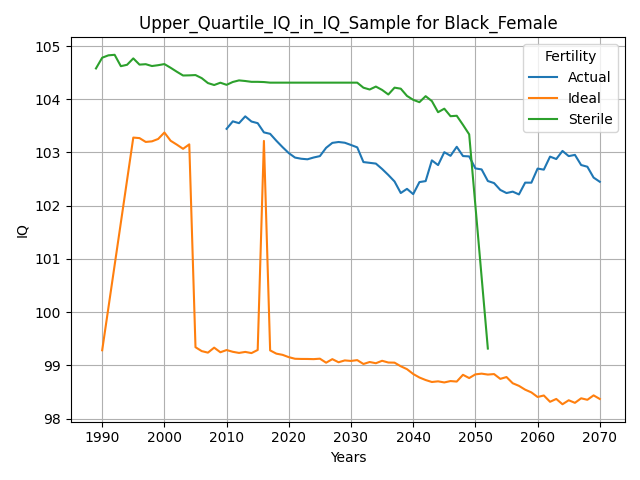 Upper_Quartile_IQ_in_IQ_Sample for Black_Female
Fertility
Actual
Ideal
Sterile
105
104
103
102
101
100
99
98
IQ
1990 2000 2010 2020 2030 2040 2050 2060 2070
Years